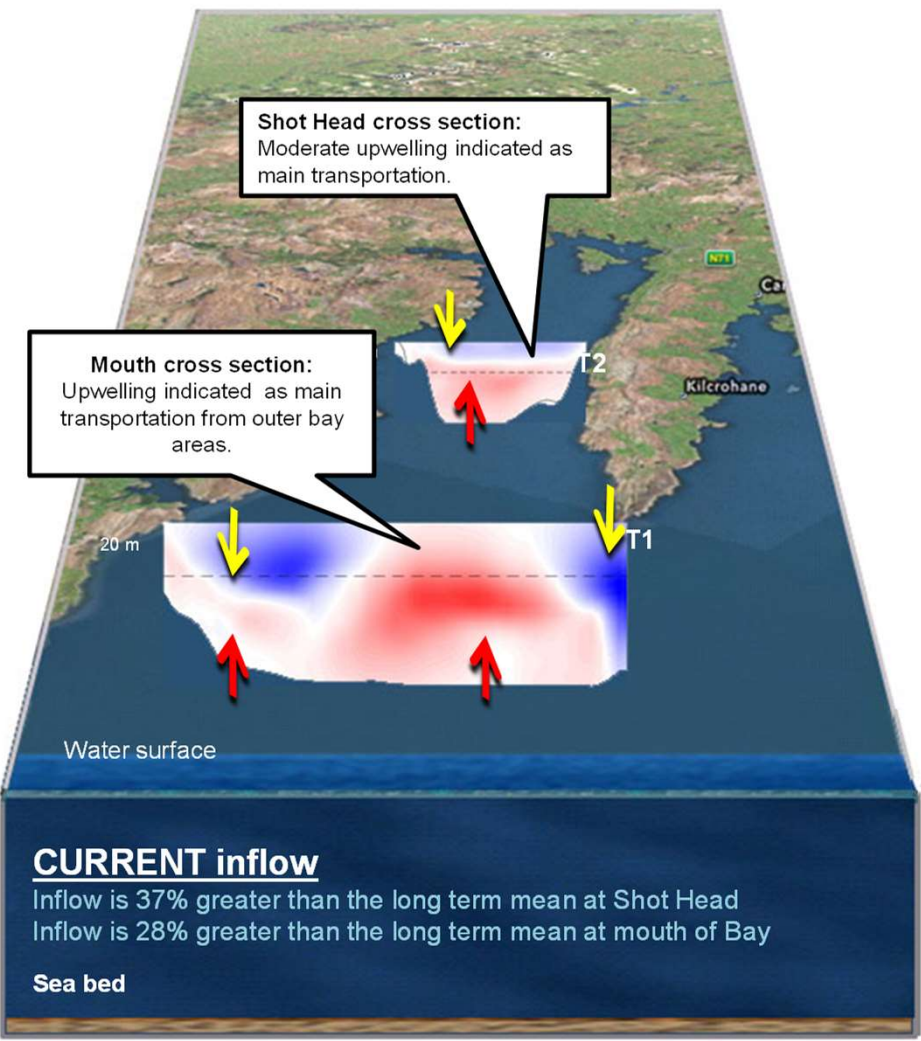 Shot Head cross section:
Moderate upwelling indicated as
main transportation.
N71
Ca
T2
Mouth cross section:
Upwelling indicated as main
transportation from outer bay
areas.
Kilcrohane
20 m
T1
Water surface
CURRENT inflow
Inflow is 37% greater than the long term mean at Shot Head
Inflow is 28% greater than the long term mean at mouth of Bay
Sea bed